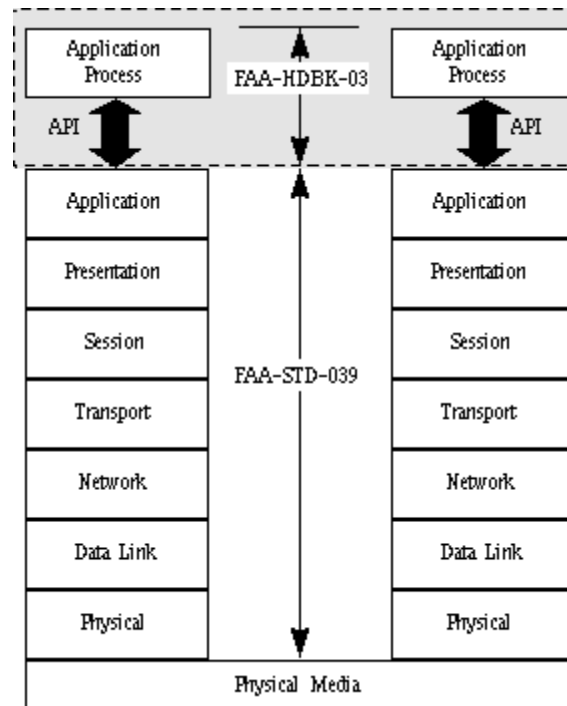 Application
Process
FAA-HDBK-03
Application
Process
API
API
Application
Application
Presentation
Presentation
Session
Session
FAA-STD-039
Transport
Transport
Network
Network
Data Link
Data Link
Physical
Physical
Physical Media